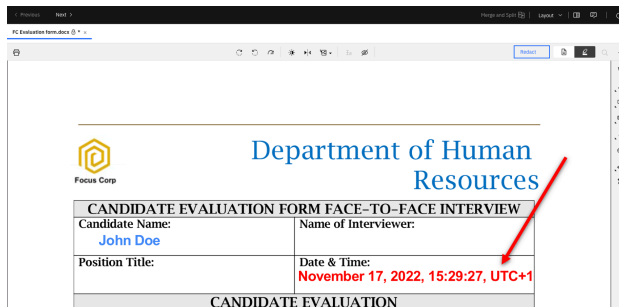 < Previous Next >
Merge and Split | Layout
FC Evaluation form.docx * ×
Redact
Department of Human
Resources
Focus Corp
CANDIDATE EVALUATION FORM FACE-TO-FACE INTERVIEW
Candidate Name:
John Doe
Name of Interviewer:
Position Title:
Date & Time:
November 17, 2022, 15:29:27, UTC+1
CANDIDATE EVALUATION